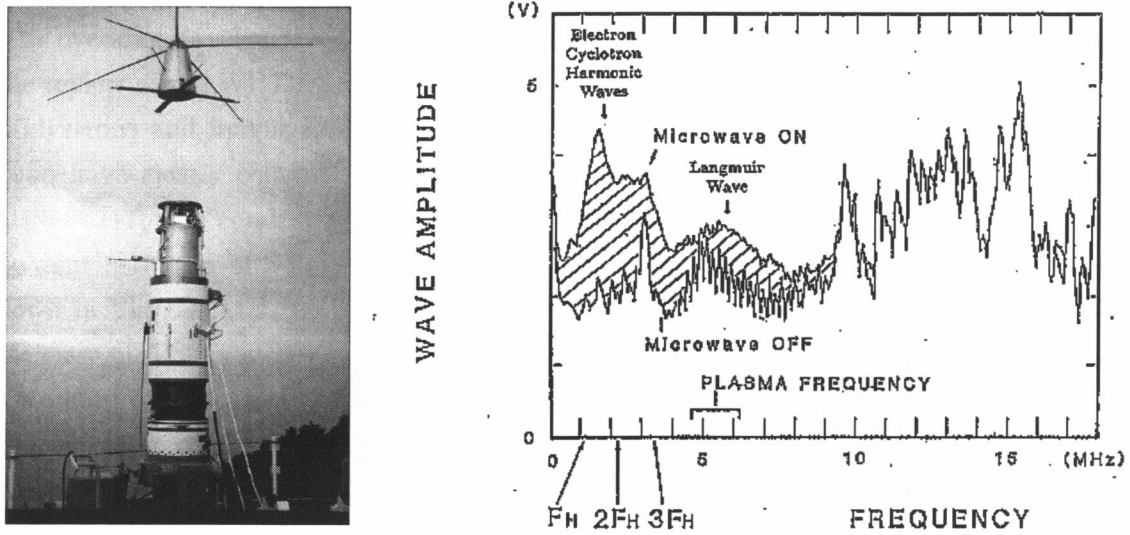 (V)
5
0
WAVE AMPLITUDE
Electron
Cyclotron
Harmonic
Waves
Microwave ON
Langmuir
Wave
Microwave OFF
PLASMA FREQUENCY
0 5 10 15 (MHz)
FH 2FH 3FH FREQUENCY